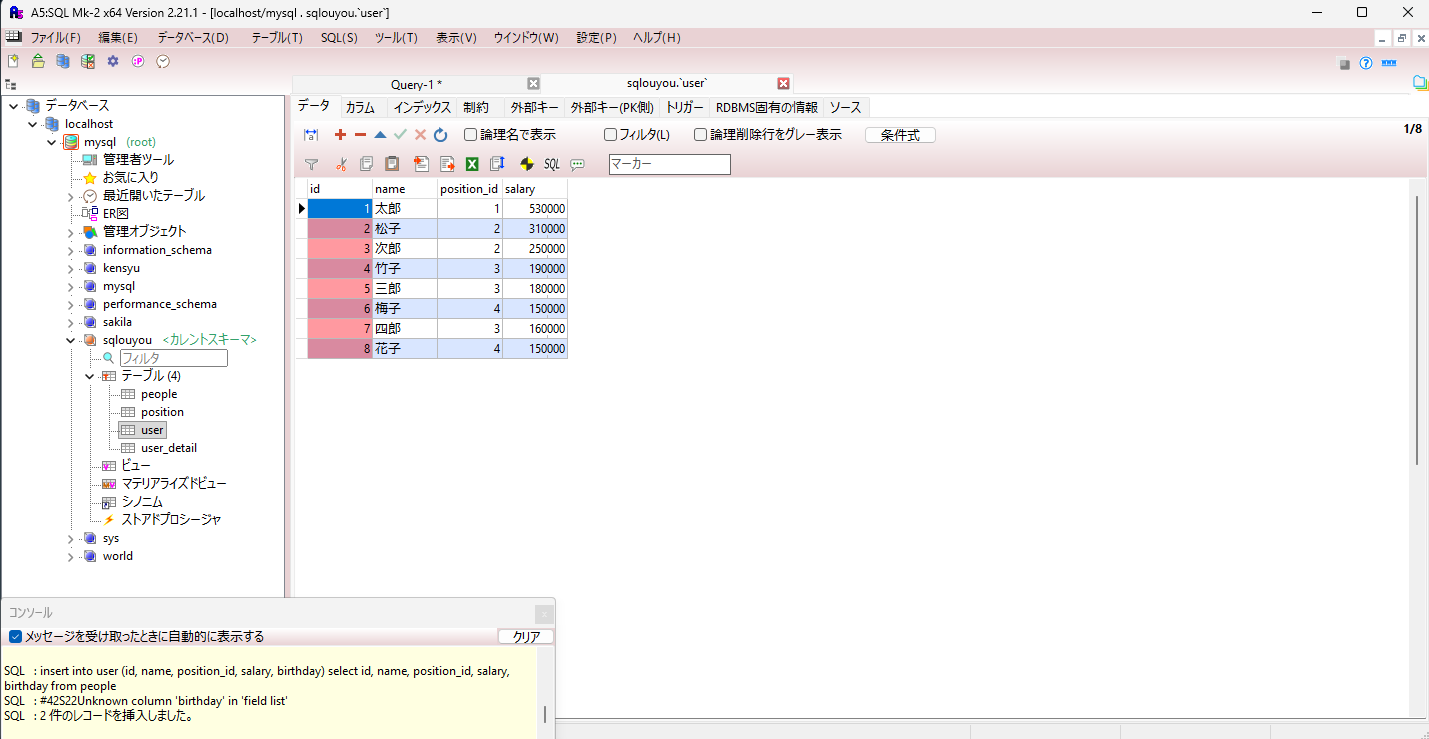 A5:SQL Mk-2 x64 Version 2.21.1 - [localhost/mysql . sqlouyou.`user`]
ファイル(F) 編集(E) データベース(D) テーブル(T) SQL(S) ツール(T) 表示(V) ウインドウ(W) 設定(P) ヘルプ(H)
Query-1 * sqlouyou.`user`
データ カラム インデックス 制約 外部キー 外部キー(PK側) トリガー RDBMS固有の情報 ソース
論理名で表示 フィルタ(L) 論理削除行をグレー表示 条件式 1/8
SQL マーカー
id name position_id salary
1 太郎 1 530000
2 松子 2 310000
3 次郎 2 250000
4 竹子 3 190000
5 三郎 3 180000
6 梅子 4 150000
7 四郎 3 160000
8 花子 4 150000
データベース
localhost
mysql (root)
管理者ツール
お気に入り
最近開いたテーブル
ER図
管理オブジェクト
information_schema
kensyu
mysql
performance_schema
sakila
sqlouyou <カレントスキーマ>
フィルタ
テーブル (4)
people
position
user
user_detail
ビュー
マテリアライズドビュー
シノニム
ストアドプロシージャ
sys
world
コンソール
メッセージを受け取ったときに自動的に表示する クリア
SQL : insert into user (id, name, position_id, salary, birthday) select id, name, position_id, salary,
birthday from people
SQL : #42S22Unknown column 'birthday' in 'field list'
SQL : 2 件のレコードを挿入しました。